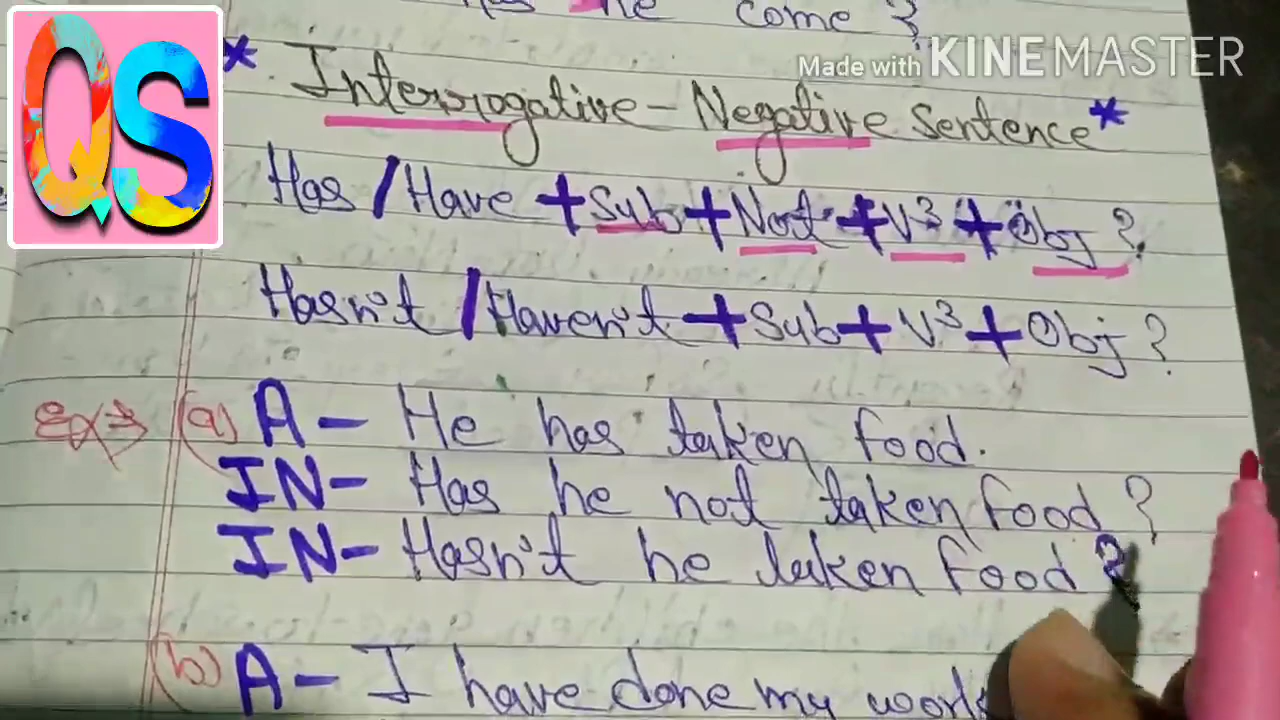 Has he come ?
QS
Made with KINEMASTER
* Interrogative - Negative Sentence *
Has / Have + Sub + Not + V³ + Obj ?
Hasn't / Haven't + Sub + V³ + Obj ?
Ex → (a) A - He has taken food.
IN - Has he not taken food ?
IN - Hasn't he taken food ?
(b) A - I have done my work